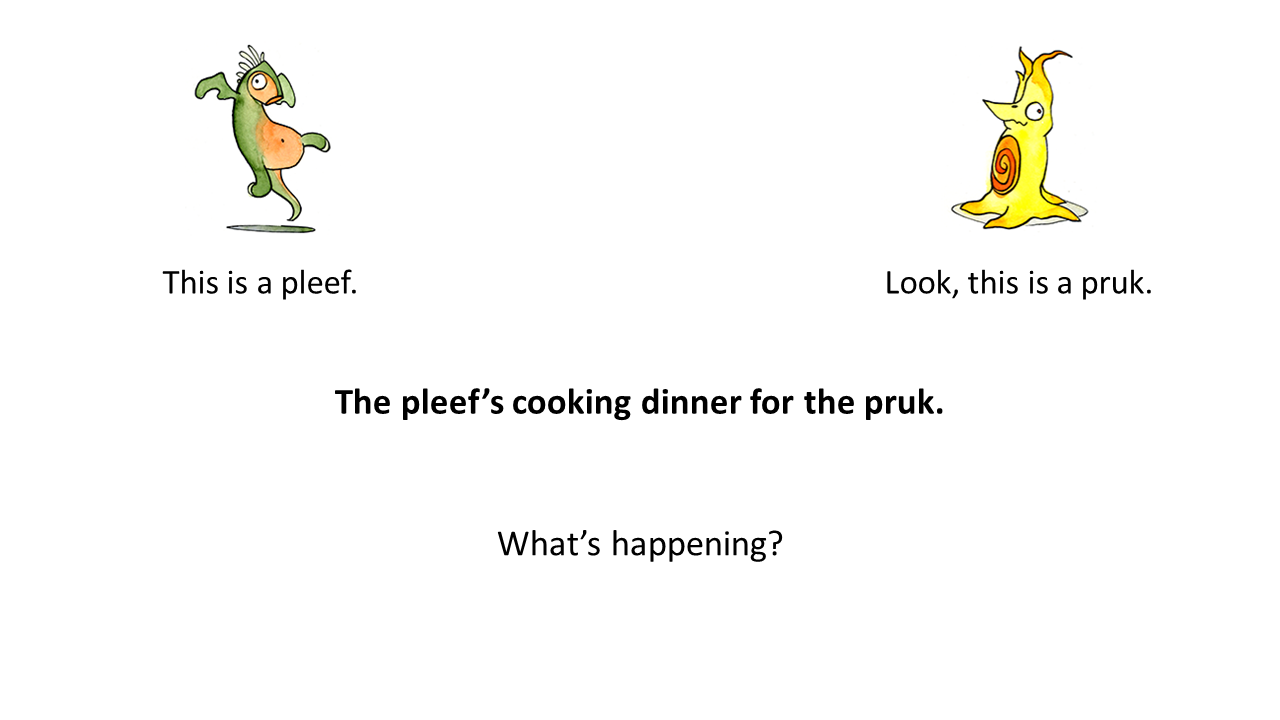 This is a pleef.
Look, this is a pruk.
The pleef’s cooking dinner for the pruk.
What’s happening?